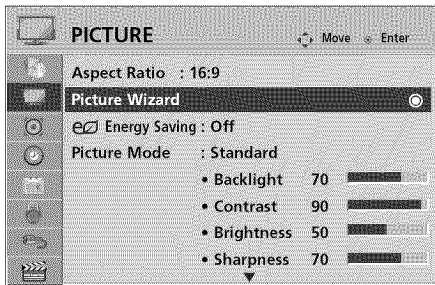 PICTURE
Move Enter
Aspect Ratio : 16:9
Picture Wizard
Energy Saving : Off
Picture Mode : Standard
• Backlight 70
• Contrast 90
• Brightness 50
• Sharpness 70